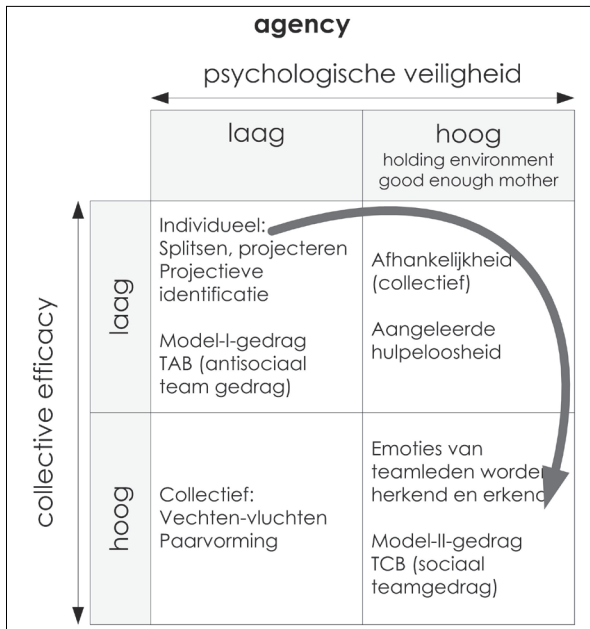 agency
psychologische veiligheid
laag
hoog
holding environment
good enough mother
collective efficacy
laag
Individueel:
Splitsen, projecteren
Projectieve
identificatie
Model-I-gedrag
TAB (antisociaal
team gedrag)
Afhankelijkheid
(collectief)
Aangeleerde
hulpeloosheid
hoog
Collectief:
Vechten-vluchten
Paarvorming
Emoties van
teamleden worden
herkend en erkend
Model-II-gedrag
TCB (sociaal
teamgedrag)